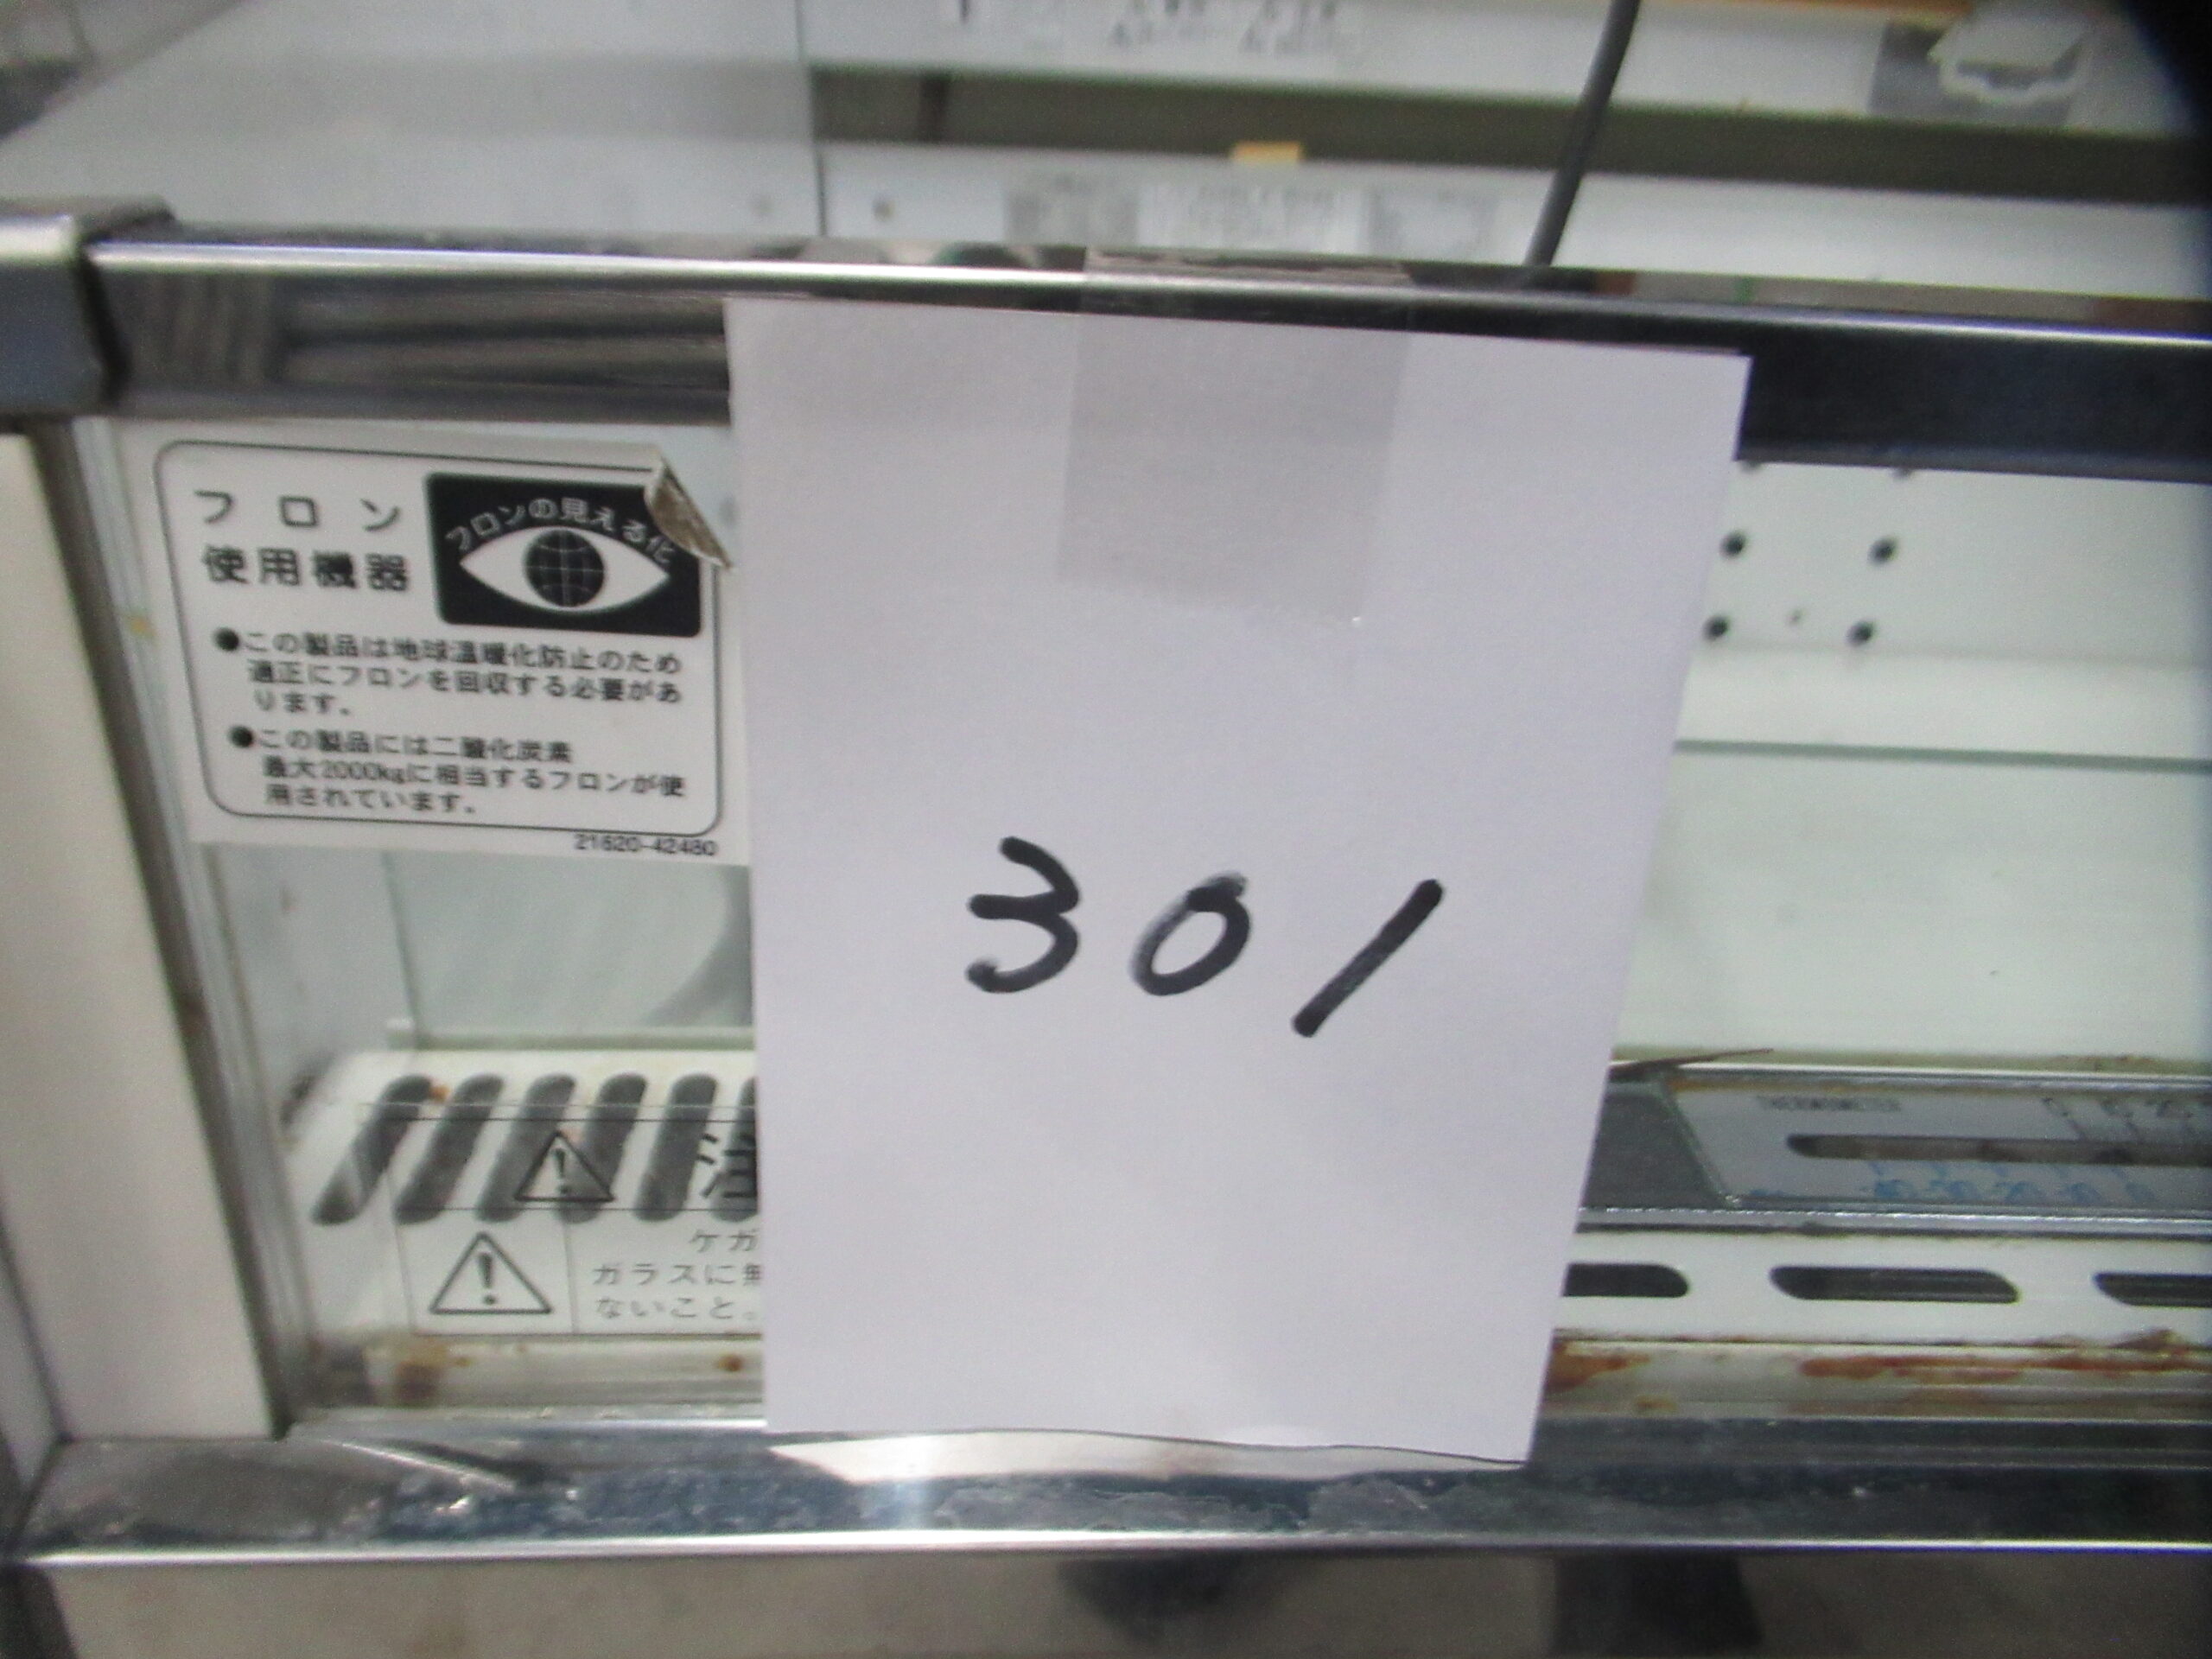 フロン
使用機器
フロンの見える化
●この製品は地球温暖化防止のため
適正にフロンを回収する必要があ
ります。
●この製品には二酸化炭素
最大2000kgに相当するフロンが使
用されています。
21620-42480
301
注
ケガ
ガラスに無
ないこと。
THERMOMETER